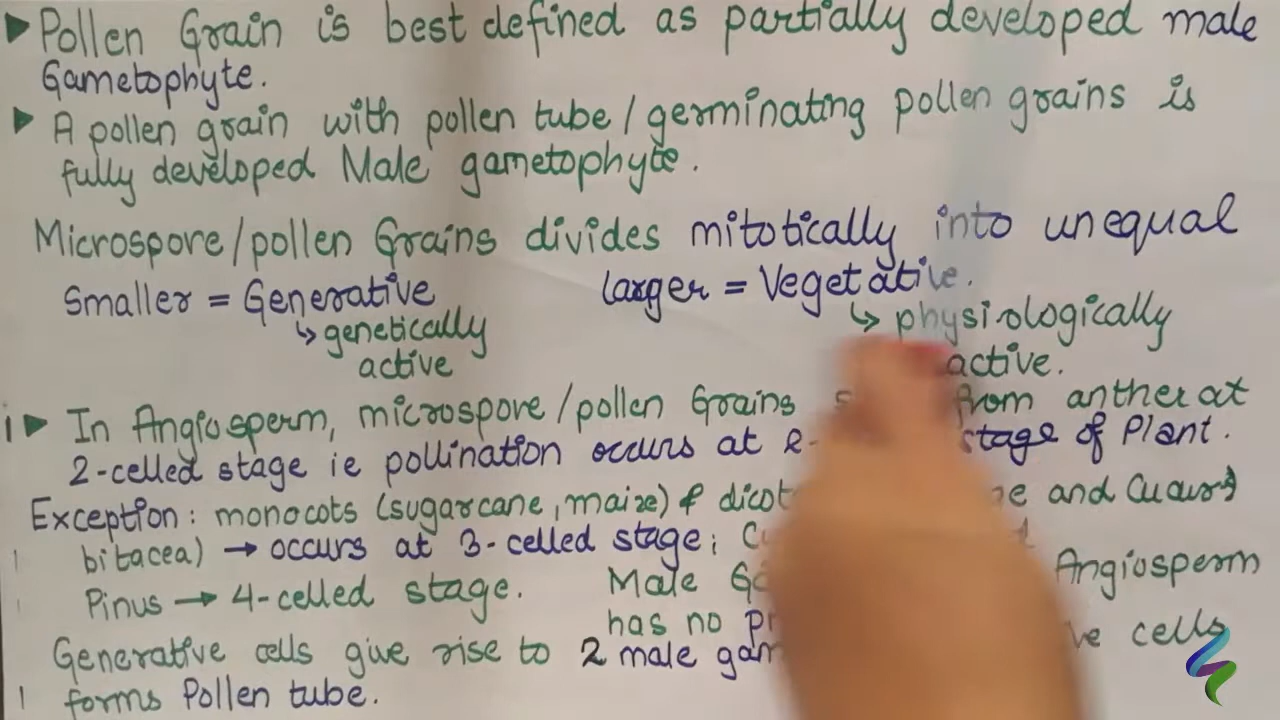 Pollen Grain is best defined as partially developed male
Gametophyte.
A pollen grain with pollen tube / germinating pollen grains is
fully developed Male gametophyte.
Microspore/pollen Grains divides mitotically into unequal
Smaller = Generative larger = Vegetative.
↳ genetically ↳ physiologically
active active.
In Angiosperm, microspore/pollen Grains from anther at
2-celled stage ie pollination occurs at 2- stage of Plant.
Exception: monocots (sugarcane, maize) & and
bitacea) → occurs at 3-celled stage;
Pinus → 4-celled stage. Male Angiosperm
has no cells
Generative cells give rise to 2 male
forms Pollen tube.